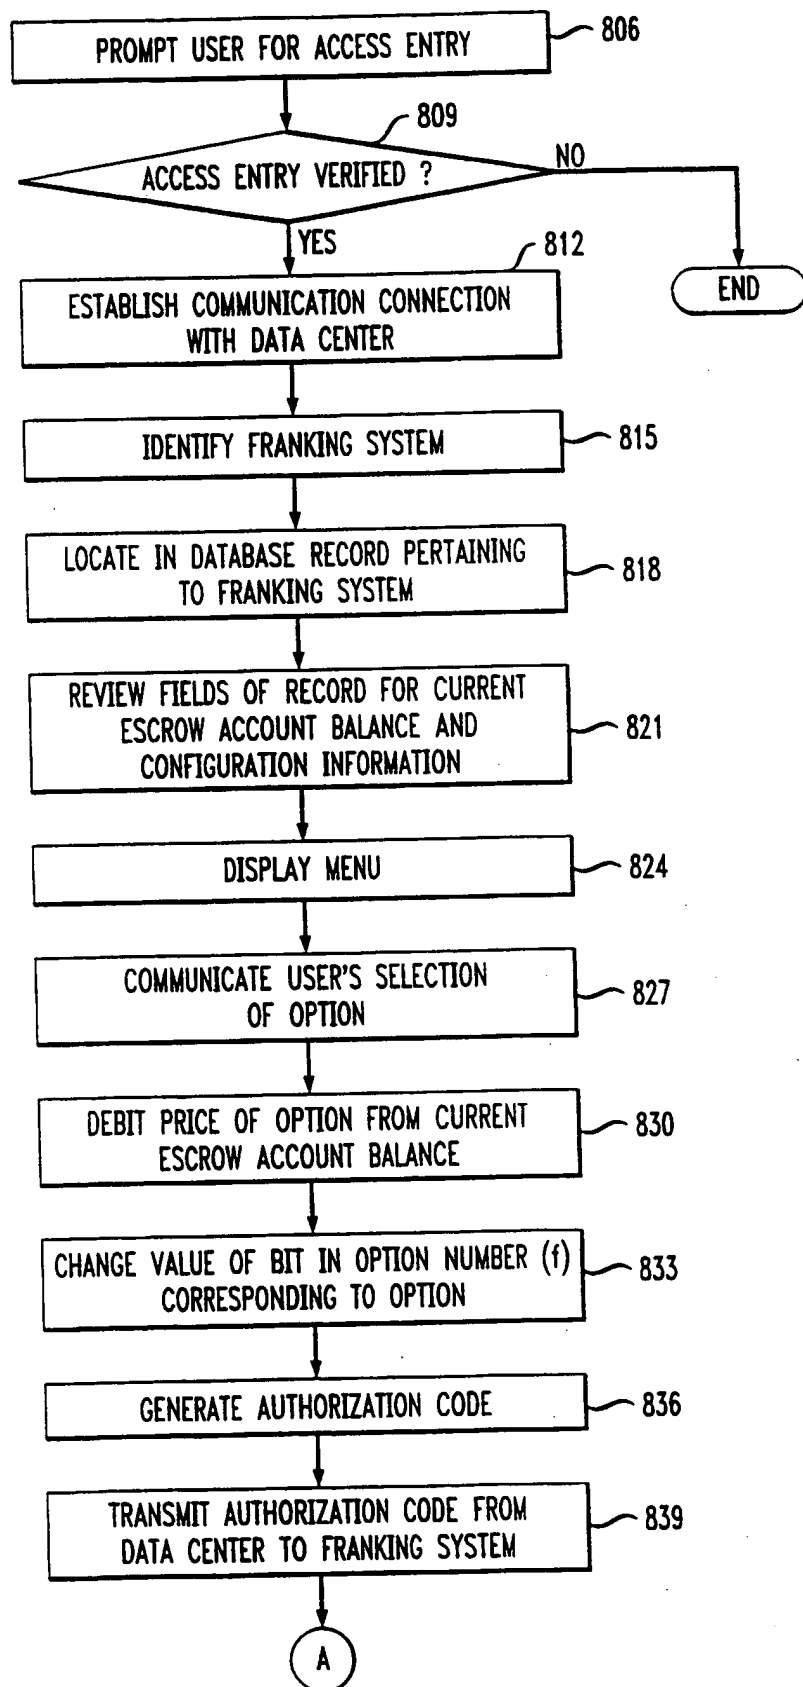 PROMPT USER FOR ACCESS ENTRY
806
809
ACCESS ENTRY VERIFIED ?
NO
YES
812
END
ESTABLISH COMMUNICATION CONNECTION
WITH DATA CENTER
IDENTIFY FRANKING SYSTEM
815
LOCATE IN DATABASE RECORD PERTAINING
TO FRANKING SYSTEM
818
REVIEW FIELDS OF RECORD FOR CURRENT
ESCROW ACCOUNT BALANCE AND
CONFIGURATION INFORMATION
821
DISPLAY MENU
824
COMMUNICATE USER'S SELECTION
OF OPTION
827
DEBIT PRICE OF OPTION FROM CURRENT
ESCROW ACCOUNT BALANCE
830
CHANGE VALUE OF BIT IN OPTION NUMBER (f)
CORRESPONDING TO OPTION
833
GENERATE AUTHORIZATION CODE
836
TRANSMIT AUTHORIZATION CODE FROM
DATA CENTER TO FRANKING SYSTEM
839
A